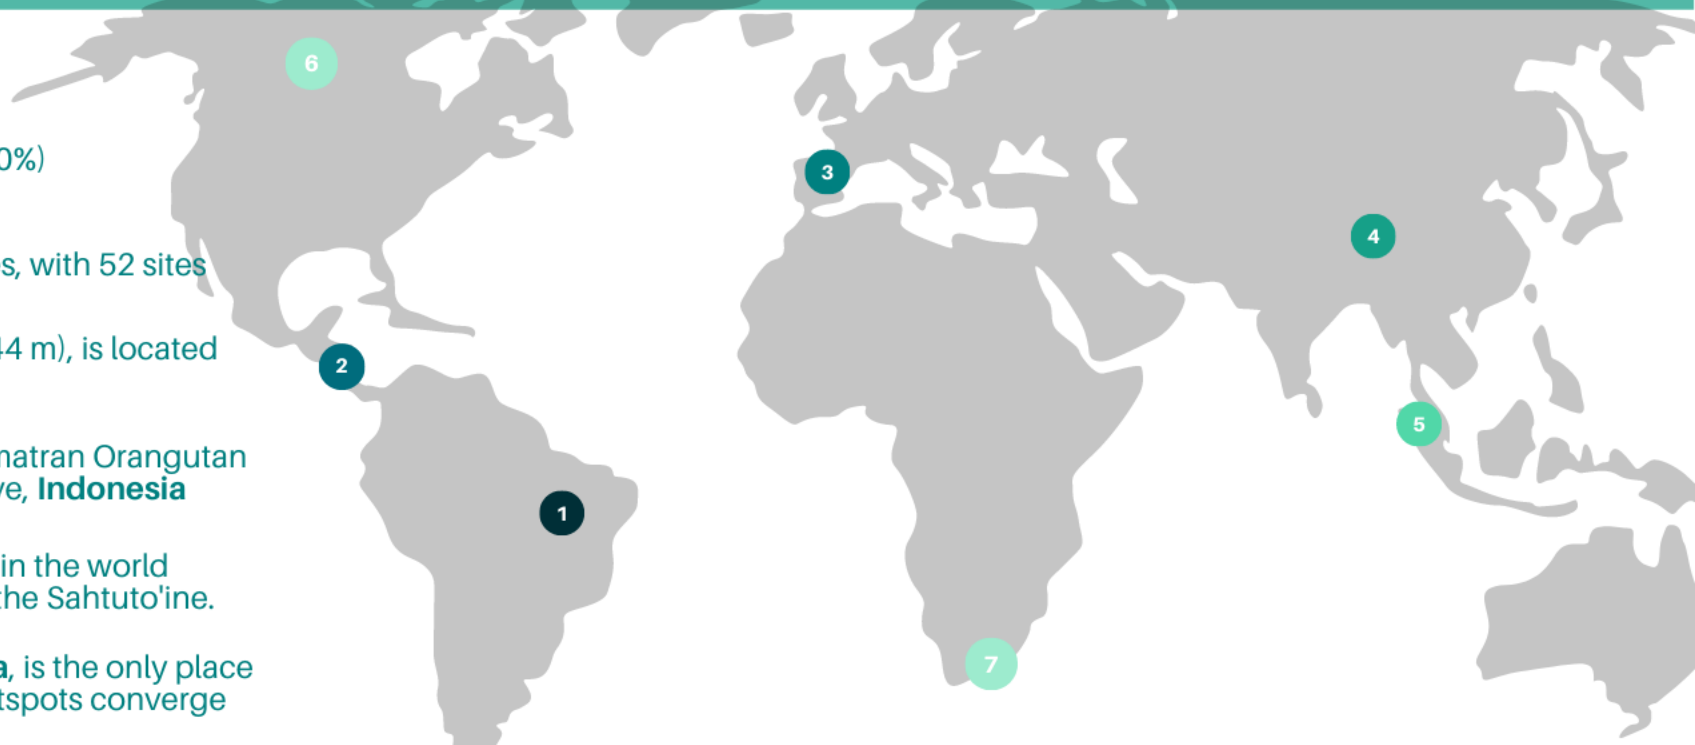 0%)
s, with 52 sites
44 m), is located
matran Orangutan
ve, Indonesia
in the world
the Sahtuto'ine.
a, is the only place
tspots converge
6
3
4
2
5
1
7